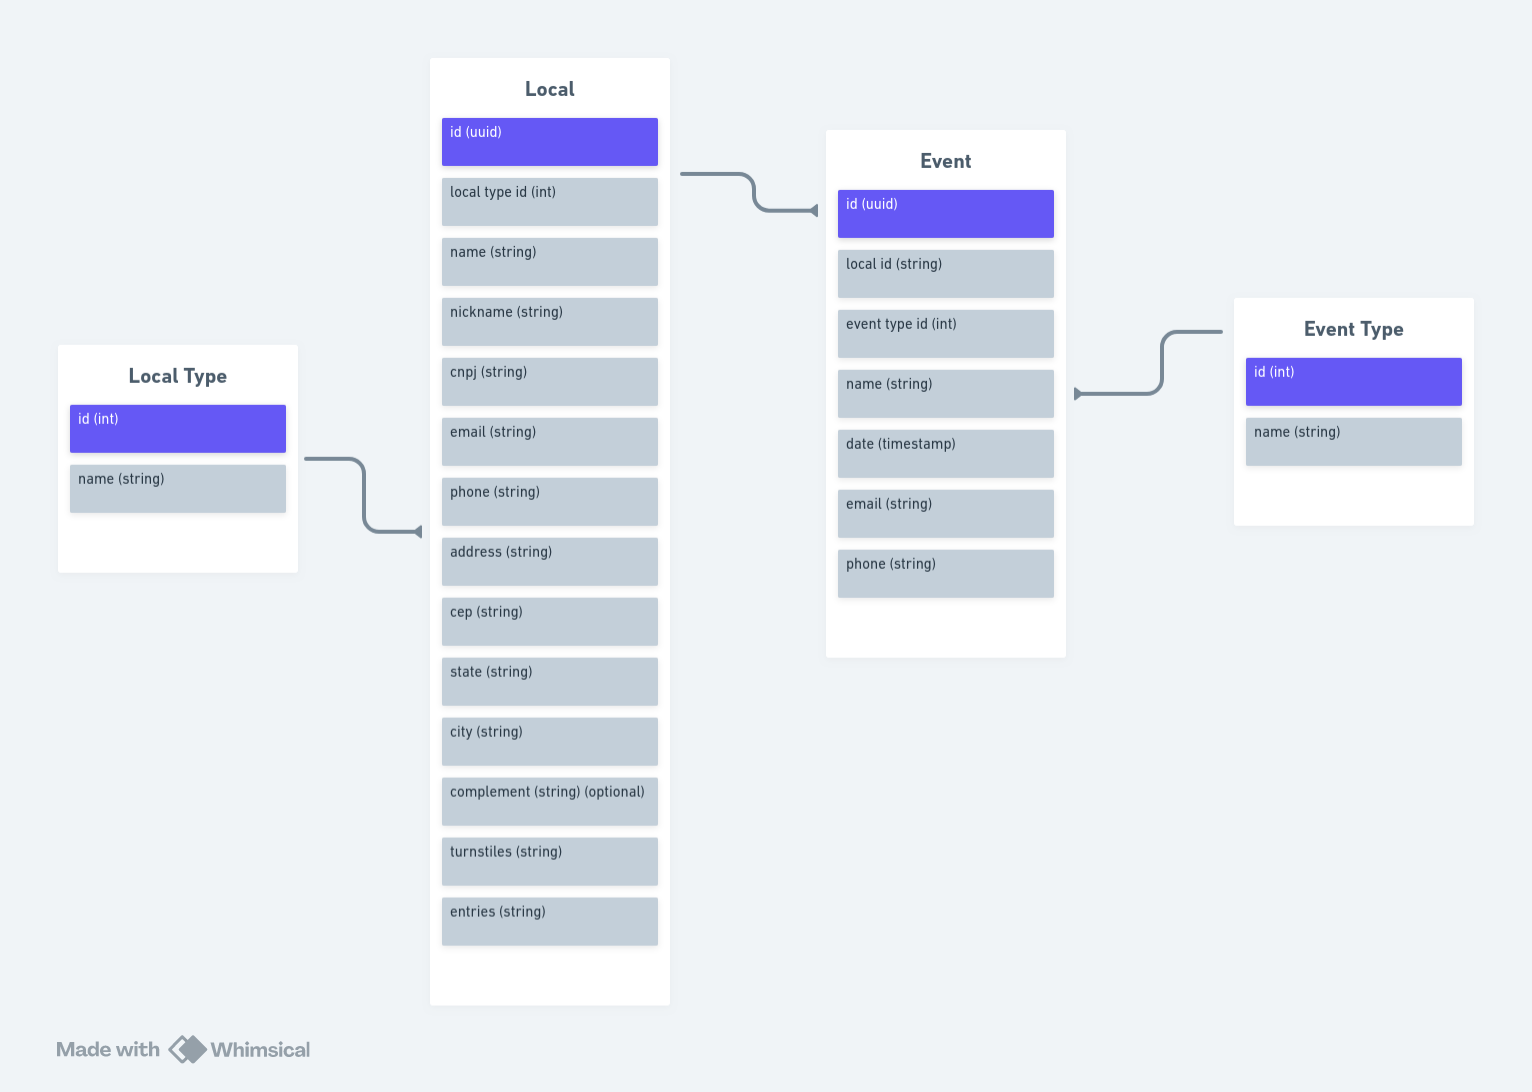 Local
id (uuid)
local type id (int)
name (string)
nickname (string)
cnpj (string)
email (string)
phone (string)
address (string)
cep (string)
state (string)
city (string)
complement (string) (optional)
turnstiles (string)
entries (string)
Event
id (uuid)
local id (string)
event type id (int)
name (string)
date (timestamp)
email (string)
phone (string)
Event Type
id (int)
name (string)
Local Type
id (int)
name (string)
Made with Whimsical